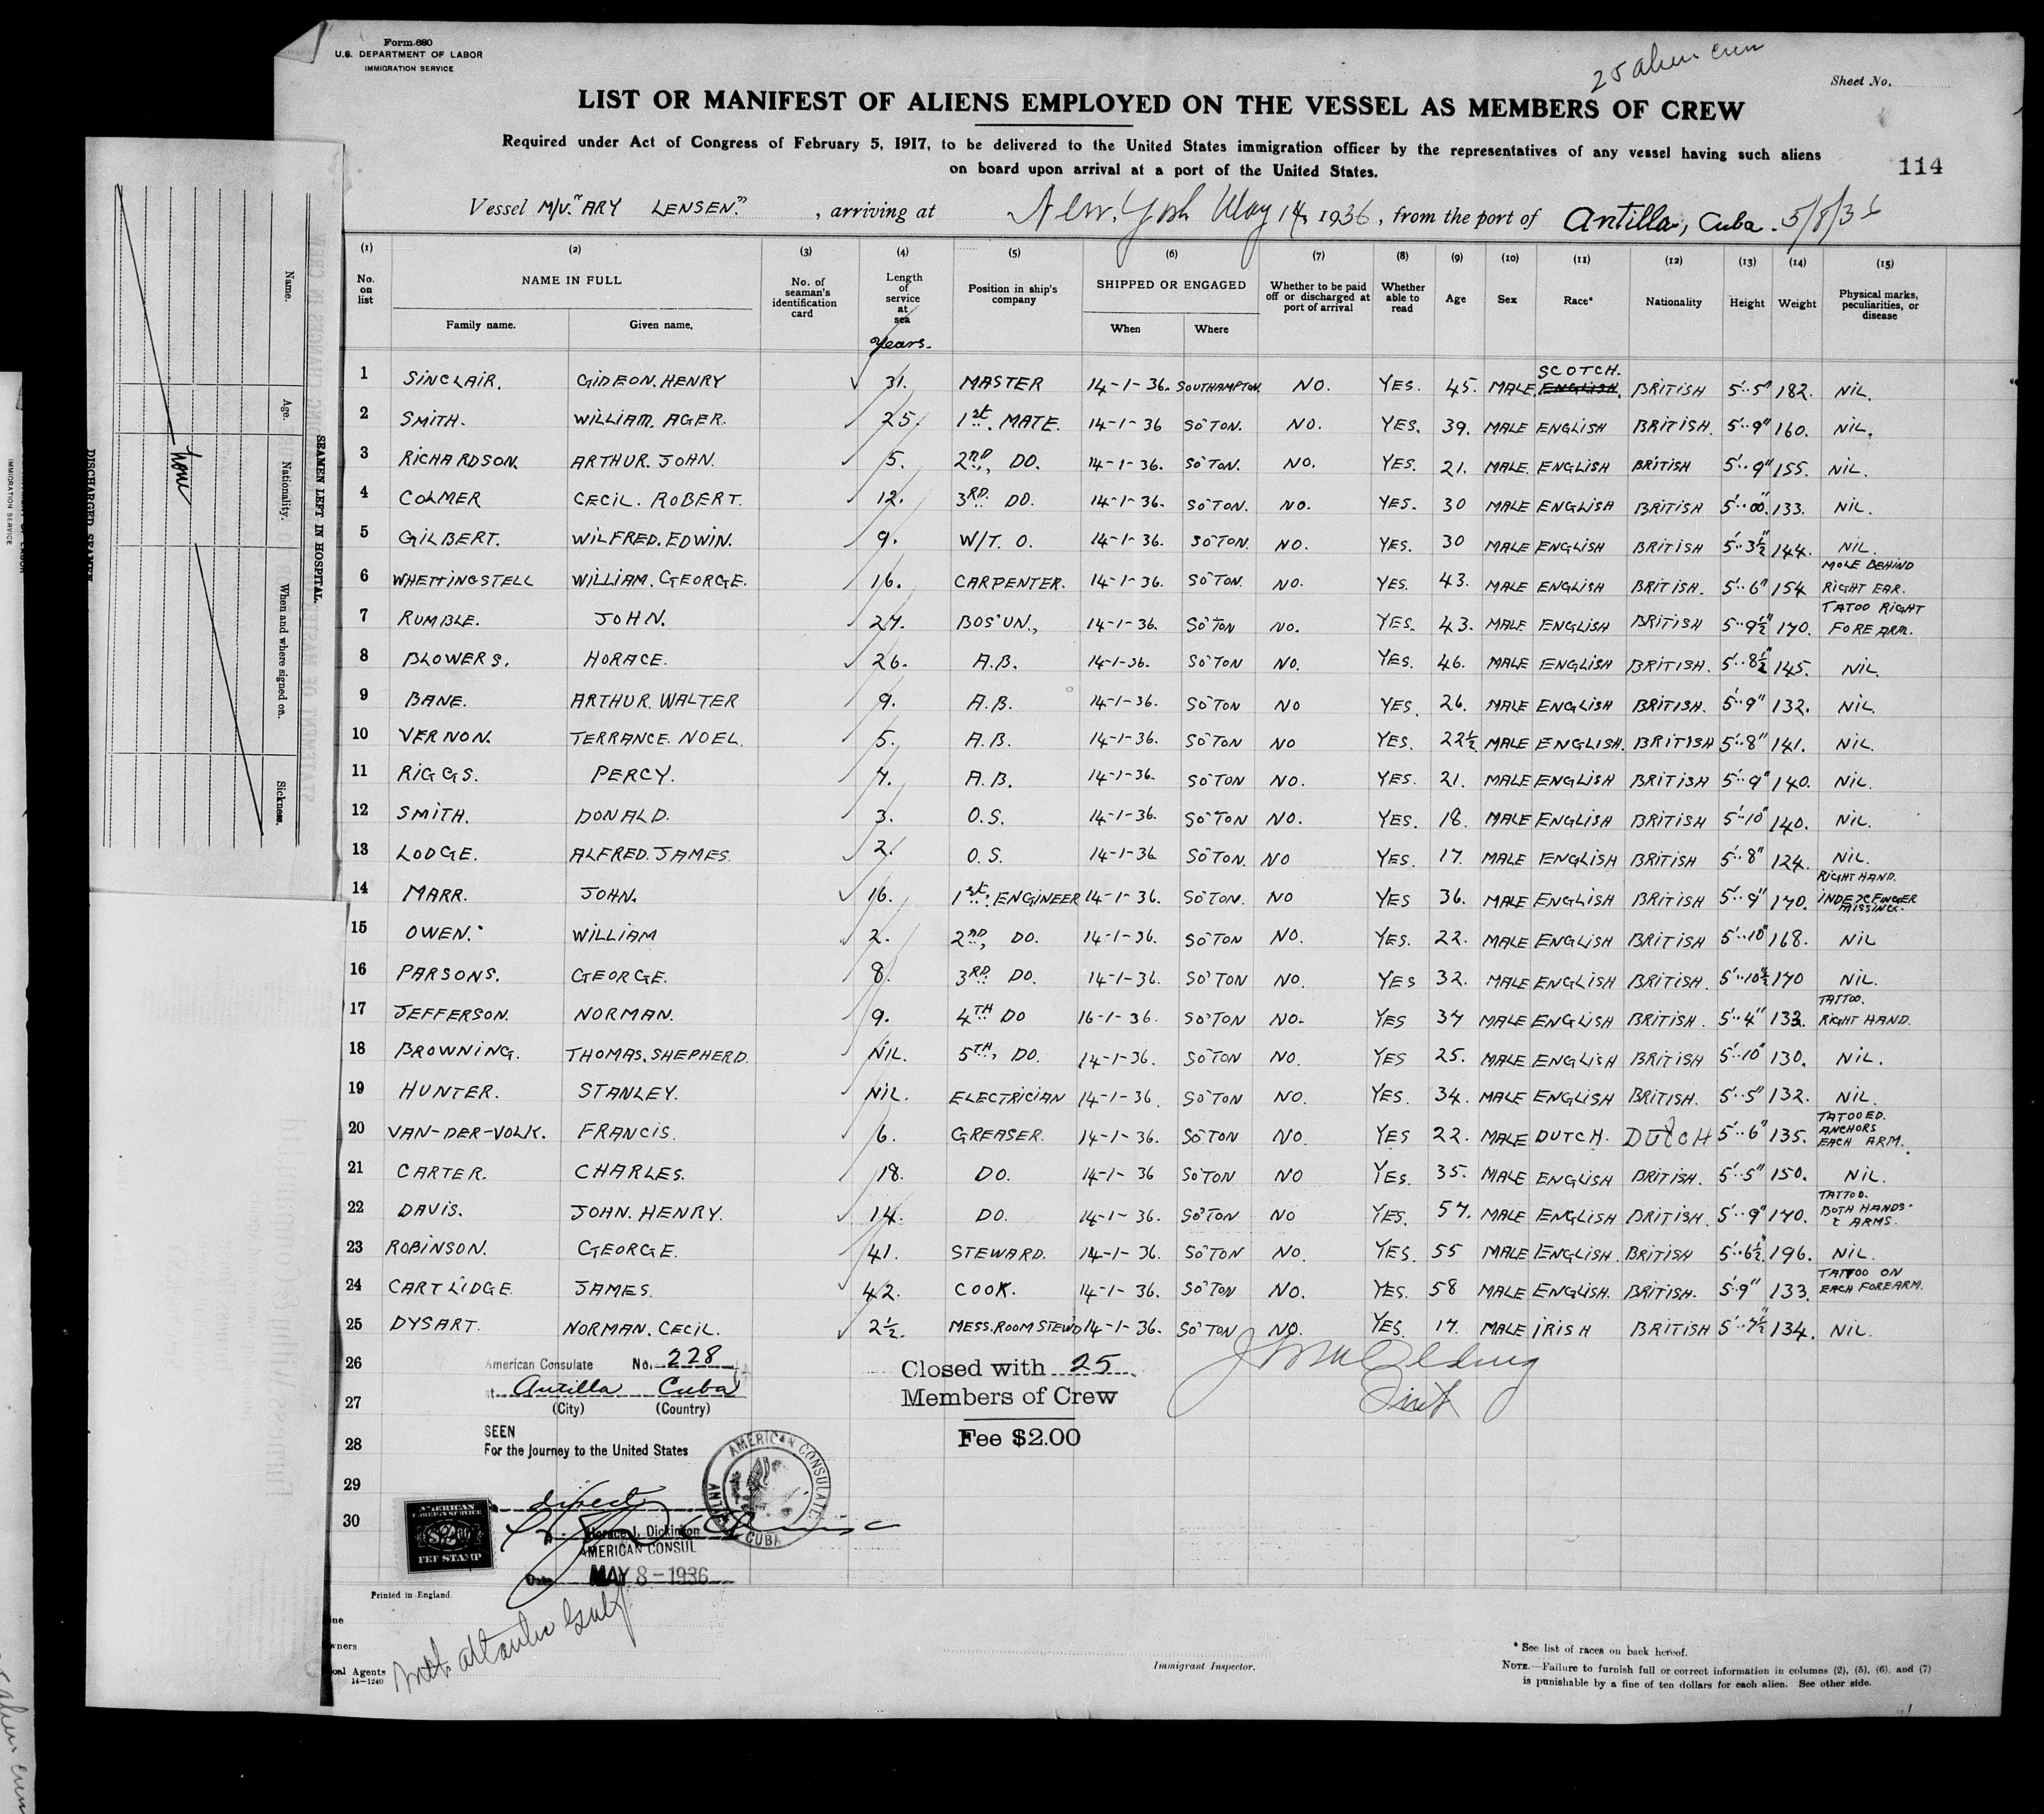 Form 680
U.S. DEPARTMENT OF LABOR
IMMIGRATION SERVICE
25 alien crew
Sheet No.
LIST OR MANIFEST OF ALIENS EMPLOYED ON THE VESSEL AS MEMBERS OF CREW
Required under Act of Congress of February 5, 1917, to be delivered to the United States immigration officer by the representatives of any vessel having such aliens
on board upon arrival at a port of the United States.
114
Vessel M/V. "ARY LENSEN." , arriving at New York May 14, 1936, from the port of Antilla, Cuba. 5/8/36
(1) (2) (3) (4) (5) (6) (7) (8) (9) (10) (11) (12) (13) (14) (15)
No. on list NAME IN FULL Family name. Given name. No. of seaman's identification card Length of service at sea Years. Position in ship's company SHIPPED OR ENGAGED When Where Whether to be paid off or discharged at port of arrival Whether able to read Age Sex Race* Nationality Height Weight Physical marks, peculiarities, or disease
1 SINCLAIR. GIDEON. HENRY 31. MASTER 14-1-36. SOUTHAMPTON NO. YES. 45. MALE. ENGLISH. SCOTCH. BRITISH 5'..5" 182. NIL.
2 SMITH. WILLIAM. AGER. 25. 1st. MATE. 14-1-36 SO'TON. NO. YES. 39. MALE ENGLISH BRITISH. 5'..9" 160. NIL.
3 RICHARDSON. ARTHUR. JOHN. 5. 2ND, DO. 14-1-36. SO'TON. NO. YES. 21. MALE. ENGLISH BRITISH 5'..9" 155. NIL.
4 COLMER CECIL. ROBERT. 12. 3RD. DO. 14-1-36. SO'TON. NO. YES. 30 MALE ENGLISH BRITISH 5'..00". 133. NIL.
5 GILBERT. WILFRED. EDWIN. 9. W/T. O. 14-1-36. SO'TON. NO. YES. 30 MALE ENGLISH BRITISH 5'..3½" 144. NIL.
6 WHETTINGSTELL WILLIAM. GEORGE. 16. CARPENTER. 14-1-36. SO'TON. NO. YES. 43. MALE ENGLISH BRITISH. 5'..6" 154 MOLE BEHIND RIGHT EAR.
7 RUMBLE. JOHN. 27. BOS'UN., 14-1-36. SO'TON NO. YES. 43. MALE ENGLISH BRITISH 5'..9½" 170. TATOO RIGHT FOREARM.
8 BLOWERS. HORACE. 26. A.B. 14-1-36. SO'TON NO. YES. 46. MALE ENGLISH BRITISH. 5'..8½" 145. NIL.
9 BANE. ARTHUR. WALTER 9. A.B. 14-1-36. SO'TON NO YES. 26. MALE ENGLISH BRITISH. 5'..9" 132. NIL.
10 VERNON. TERRANCE. NOEL. 5. A.B. 14-1-36. SO'TON NO YES. 22½ MALE ENGLISH. BRITISH 5'..8" 141. NIL.
11 RIGGS. PERCY. 7. A.B. 14-1-36. SO'TON NO. YES. 21. MALE ENGLISH BRITISH 5'..9" 140. NIL.
12 SMITH. DONALD. 3. O.S. 14-1-36. SO'TON NO. YES. 18. MALE ENGLISH BRITISH 5'..10" 140. NIL.
13 LODGE. ALFRED. JAMES. 2. O.S. 14-1-36 SO'TON. NO YES. 17. MALE ENGLISH BRITISH 5'..8" 124. NIL.
14 MARR. JOHN. 16. 1st. ENGINEER 14-1-36. SO'TON. NO YES 36. MALE ENGLISH BRITISH 5'..9" 170. RIGHT HAND. INDEX FINGER MISSING.
15 OWEN. WILLIAM 2. 2ND, DO. 14-1-36. SO'TON NO. YES. 22. MALE ENGLISH BRITISH 5'..10" 168. NIL
16 PARSONS. GEORGE. 8. 3RD. DO. 14-1-36. SO'TON NO. YES 32. MALE ENGLISH BRITISH. 5'..10½" 170 NIL.
17 JEFFERSON. NORMAN. 9. 4TH DO 16-1-36. SO'TON NO. YES 37 MALE ENGLISH BRITISH. 5'..4" 133. TATTOO. RIGHT HAND.
18 BROWNING. THOMAS. SHEPHERD. NIL. 5TH, DO. 14-1-36. SO'TON NO. YES 25. MALE ENGLISH BRITISH 5'..10" 130. NIL.
19 HUNTER. STANLEY. NIL. ELECTRICIAN 14-1-36. SO'TON NO. YES. 34. MALE ENGLISH BRITISH. 5'..5" 132. NIL.
20 VAN-DER-VOLK. FRANCIS. 6. GREASER. 14-1-36. SO'TON NO. YES 22. MALE DUTCH. DUTCH 5'..6" 135. TATOOED. ANCHORS EACH ARM.
21 CARTER. CHARLES. 18. DO. 14-1-36 SO'TON NO YES. 35. MALE ENGLISH BRITISH. 5'..5" 150. NIL.
22 DAVIS. JOHN. HENRY. 14. DO. 14-1-36. SO'TON NO YES. 57. MALE ENGLISH BRITISH. 5'..9" 170. TATTOO. BOTH HANDS. & ARMS.
23 ROBINSON. GEORGE. 41. STEWARD. 14-1-36. SO'TON NO. YES. 55 MALE ENGLISH. BRITISH 5'..6½" 196. NIL.
24 CARTLIDGE. JAMES. 42. COOK. 14-1-36. SO'TON NO. YES. 58 MALE ENGLISH. BRITISH. 5'.9" 133. TATTOO ON EACH FOREARM.
25 DYSART. NORMAN. CECIL. 2½. MESS. ROOM STEWD 14-1-36. SO'TON NO. YES. 17. MALE IRISH BRITISH 5'..7½" 134. NIL.
26
27
28
29
30
American Consulate No. 228
at Antilla Cuba
(City) (Country)
SEEN
For the Journey to the United States
direct
Horace J. Dickinson
AMERICAN CONSUL
Date MAY 8-1936
AMERICAN CONSULATE ANTILLA CUBA
AMERICAN
FOREIGN SERVICE
$2.00
FEE STAMP
Closed with 25
Members of Crew
Fee $2.00
Printed in England.
Owners
Local Agents
14-1240
Immigrant Inspector.
* See list of races on back hereof.
NOTE.—Failure to furnish full or correct information in columns (2), (5), (6), and (7)
is punishable by a fine of ten dollars for each alien. See other side.
SEAMEN LEFT IN HOSPITAL.
Name. Age. Nationality. When and where signed on. Sickness.
none
DISCHARGED SEAMEN
IMMIGRATION SERVICE
alien crew